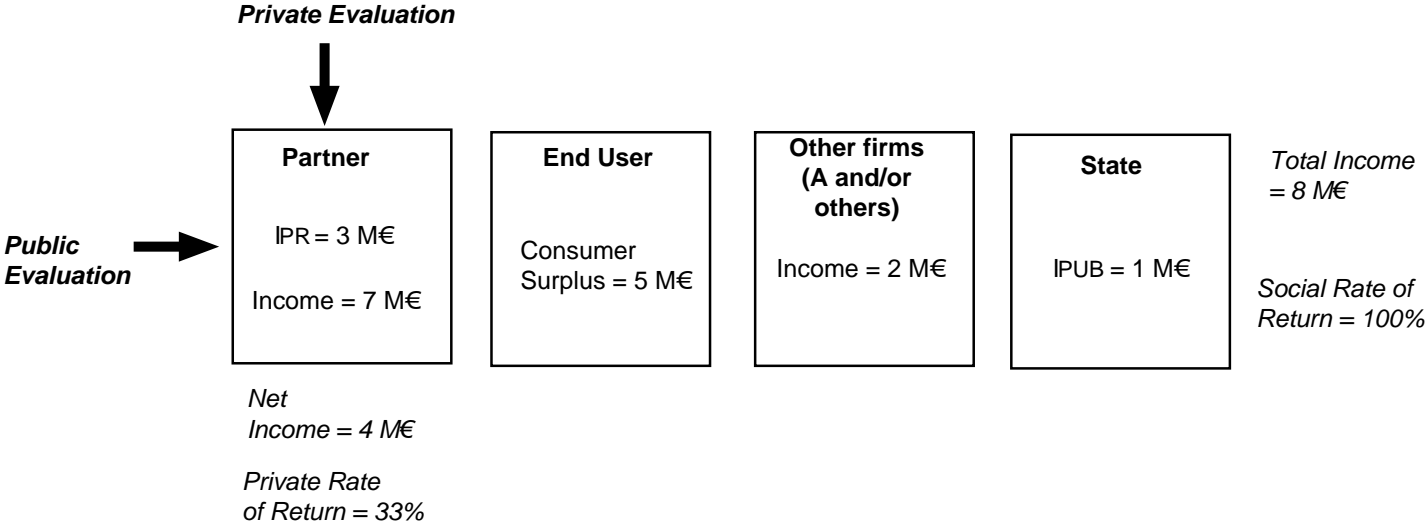 Private Evaluation
Public
Evaluation
Partner
IPR = 3 M€
Income = 7 M€
Net
Income = 4 M€
Private Rate
of Return = 33%
End User
Consumer
Surplus = 5 M€
Other firms
(A and/or
others)
Income = 2 M€
State
IPUB = 1 M€
Total Income
= 8 M€
Social Rate of
Return = 100%